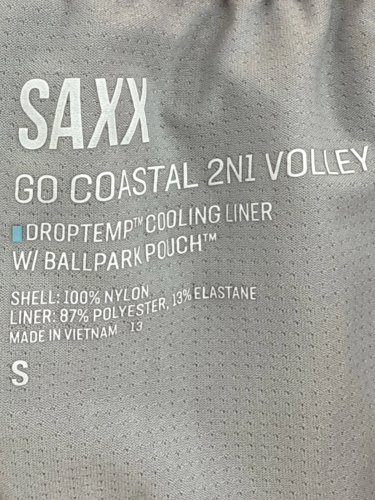 SAXX
GO COASTAL 2N1 VOLLEY
DROPTEMP™ COOLING LINER
W/ BALLPARK POUCH™
SHELL: 100% NYLON
LINER: 87% POLYESTER, 13% ELASTANE
MADE IN VIETNAM 13
S